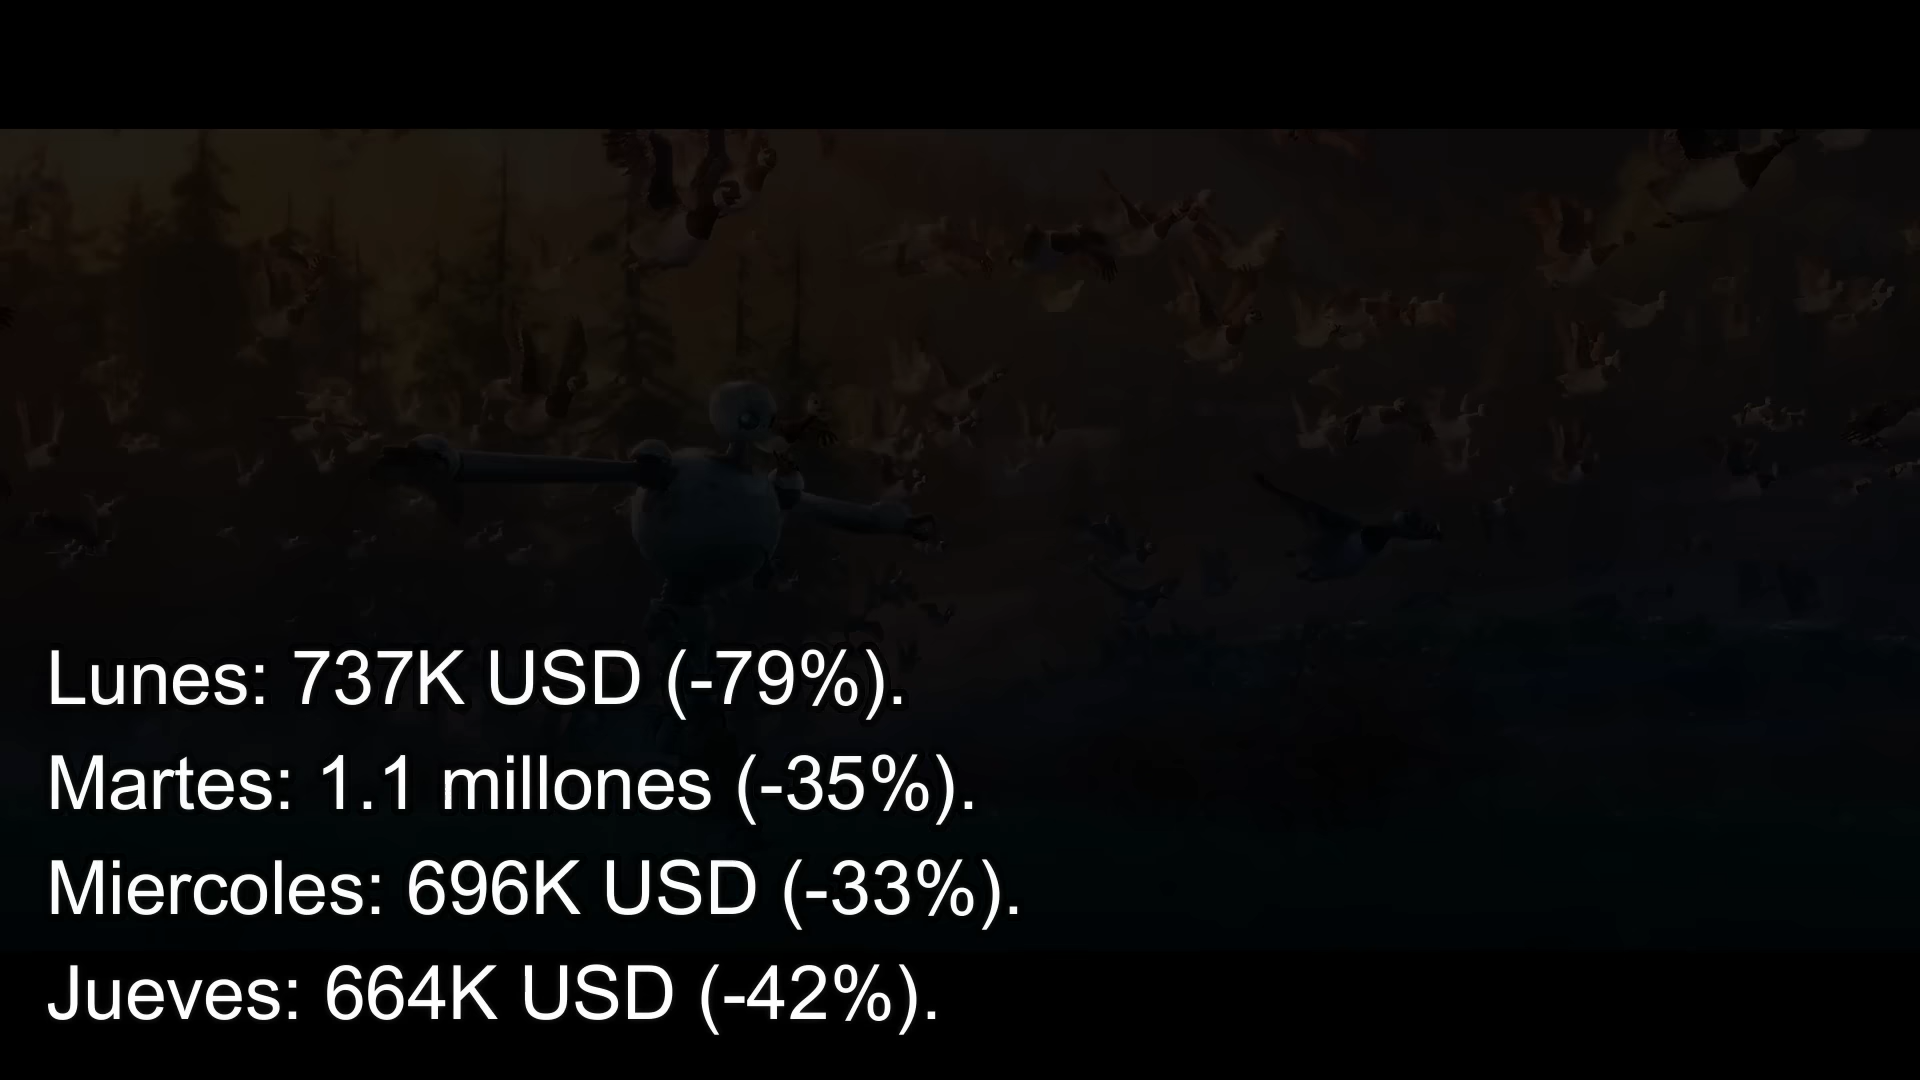 Lunes: 737K USD (-79%).
Martes: 1.1 millones (-35%).
Miercoles: 696K USD (-33%).
Jueves: 664K USD (-42%).